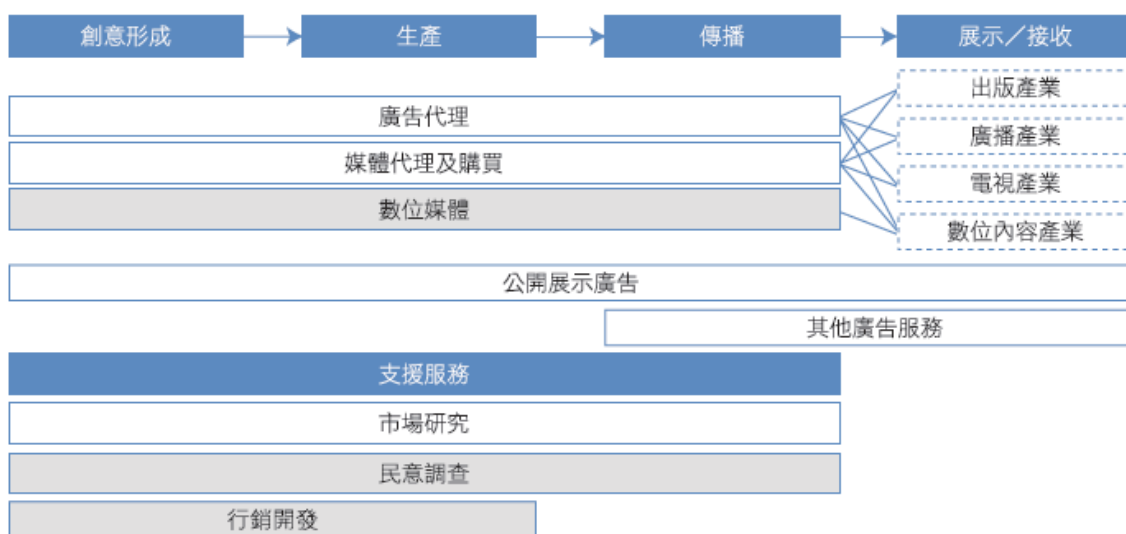 創意形成
生產
傳播
展示／接收
廣告代理
媒體代理及購買
數位媒體
出版產業
廣播產業
電視產業
數位內容產業
公開展示廣告
其他廣告服務
支援服務
市場研究
民意調查
行銷開發